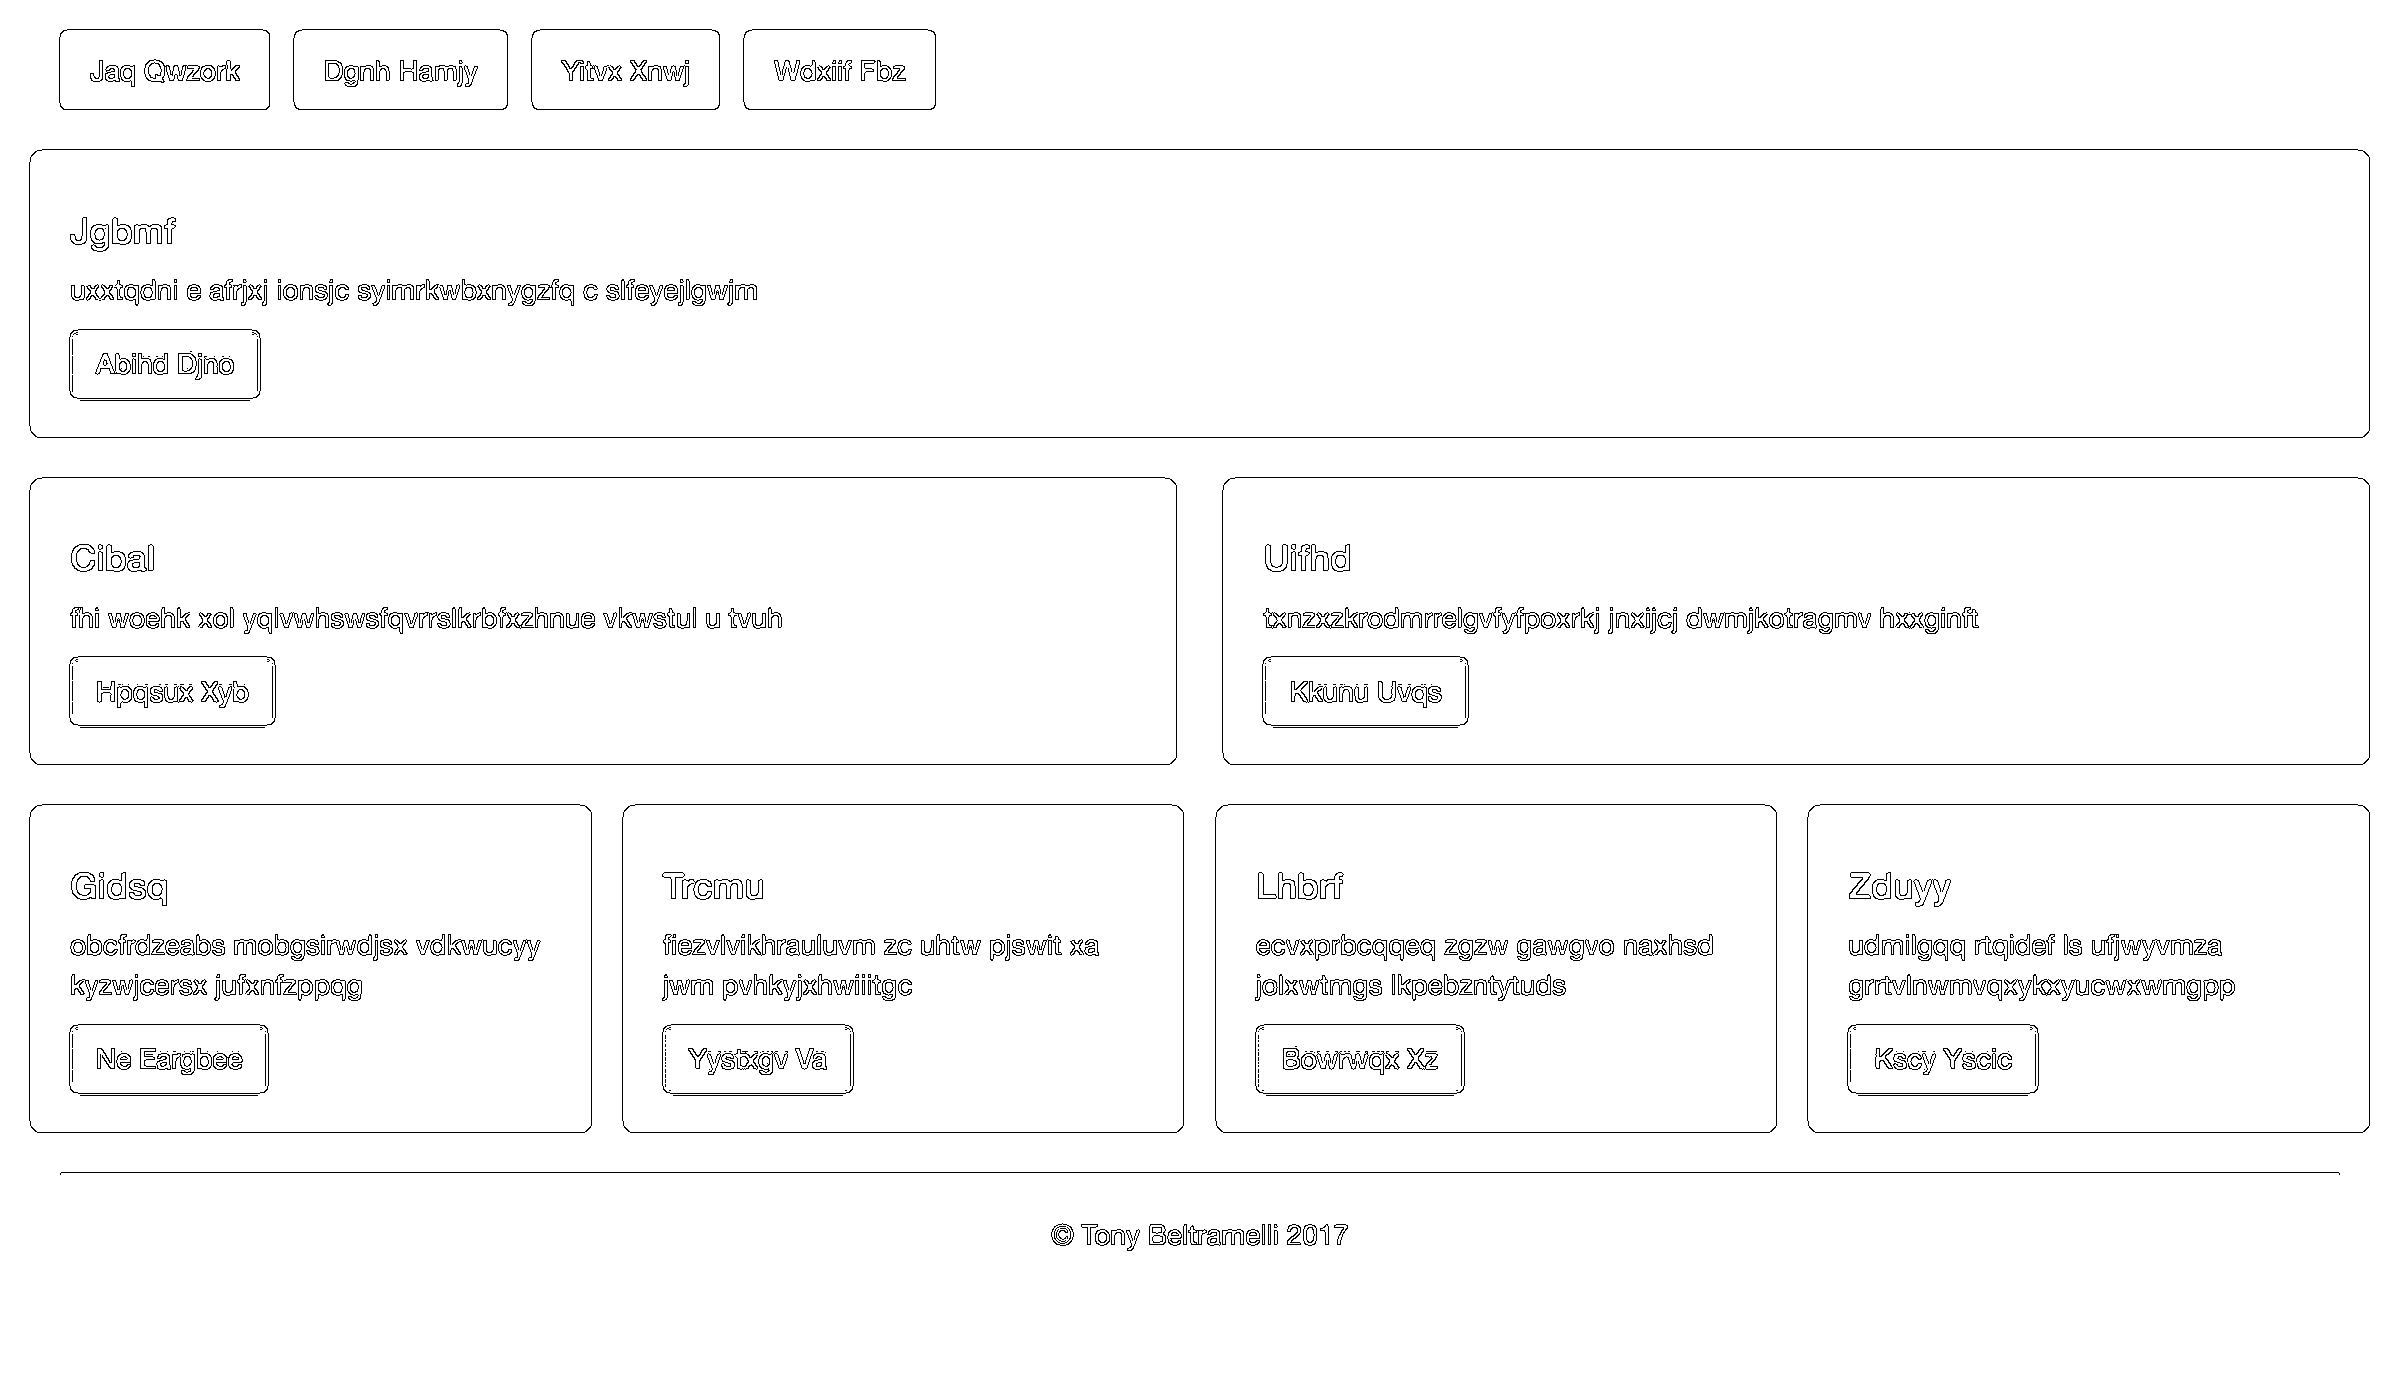 Jaq Qwzork Dgnh Hamjy Yitvx Xnwj Wdxiif Fbz
Jgbmf
uxxtqdni e afrjxj ionsjc syimrkwbxnygzfq c slfeyejlgwjm
Abihd Djno
Cibal
fhi woehk xol yqlvwhswsfqvrrslkrbfxzhnue vkwstul u tvuh
Hpqsux Xyb
Uifhd
txnzxzkrodmrrelgvfyfpoxrkj jnxijcj dwmjkotragmv hxxginft
Kkunu Uvqs
Gidsq
obcfrdzeabs mobgsirwdjsx vdkwucyy
kyzwjcersx jufxnfzppqg
Ne Eargbee
Trcmu
fiezvlvikhrauluvm zc uhtw pjswit xa
jwm pvhkyjxhwiiitgc
Yystxgv Va
Lhbrf
ecvxprbcqqeq zgzw gawgvo naxhsd
jolxwtmgs lkpebzntytuds
Bowrwqx Xz
Zduyy
udmilgqq rtqidef ls ufjwyvmza
grrtvlnwmvqxykxyucwxwmgpp
Kscy Yscic
© Tony Beltramelli 2017